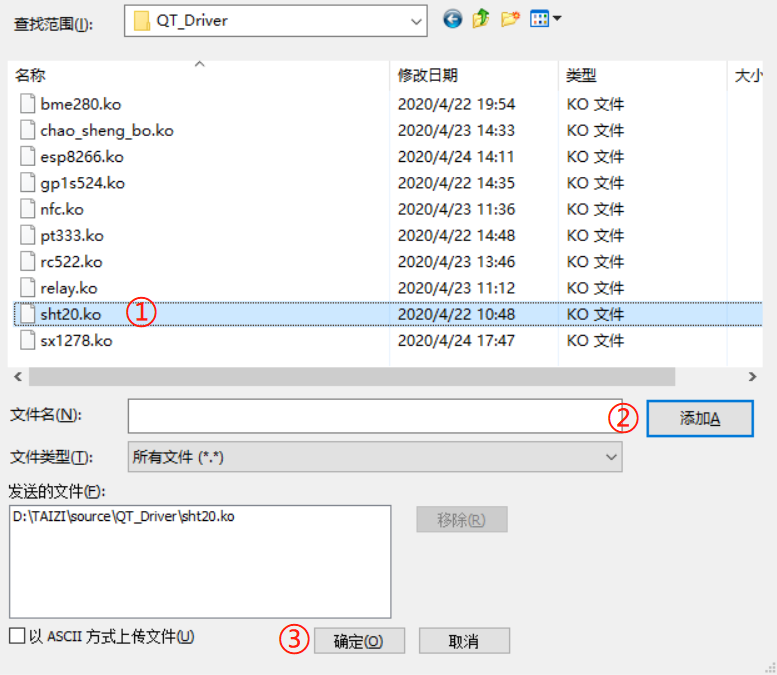 查找范围(I): QT_Driver
名称 修改日期 类型 大小
bme280.ko 2020/4/22 19:54 KO 文件
chao_sheng_bo.ko 2020/4/23 14:33 KO 文件
esp8266.ko 2020/4/24 14:11 KO 文件
gp1s524.ko 2020/4/22 14:35 KO 文件
nfc.ko 2020/4/23 11:36 KO 文件
pt333.ko 2020/4/22 14:48 KO 文件
rc522.ko 2020/4/23 13:46 KO 文件
relay.ko 2020/4/23 11:12 KO 文件
sht20.ko ① 2020/4/22 10:48 KO 文件
sx1278.ko 2020/4/24 17:47 KO 文件
文件名(N): ② 添加A
文件类型(T): 所有文件 (*.*)
发送的文件(F):
D:\TAIZI\source\QT_Driver\sht20.ko 移除(R)
以 ASCII 方式上传文件(U) ③ 确定(O) 取消